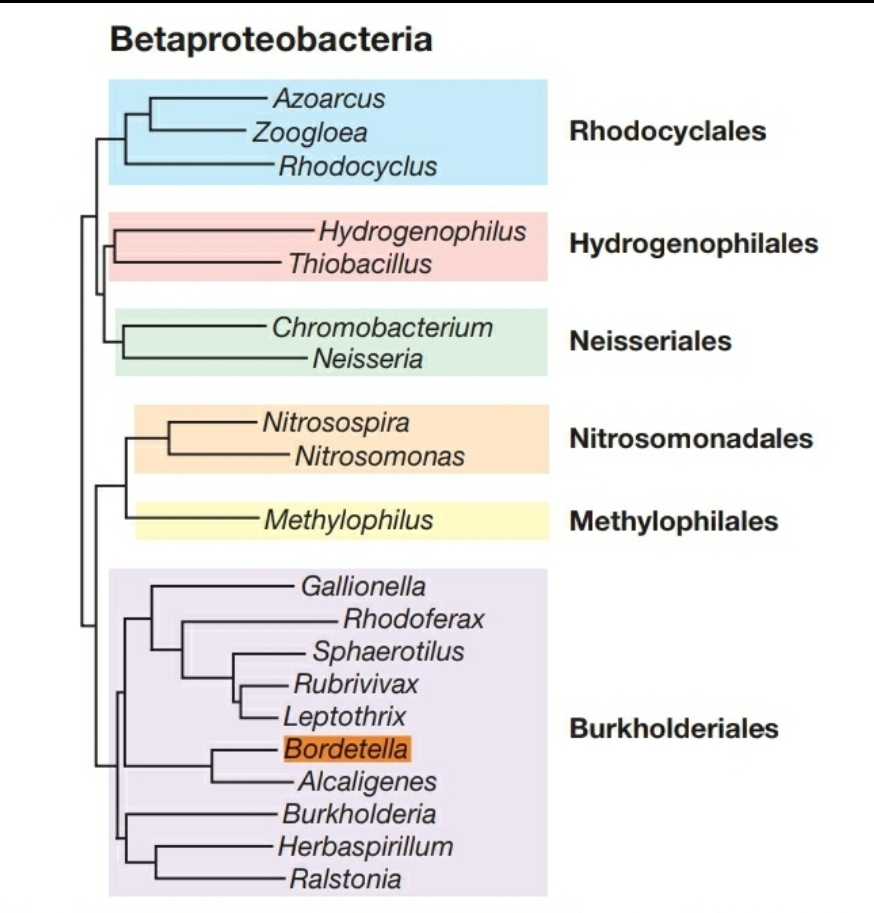 Betaproteobacteria
Azoarcus
Zoogloea
Rhodocyclus
Rhodocyclales
Hydrogenophilus
Thiobacillus
Hydrogenophilales
Chromobacterium
Neisseria
Neisseriales
Nitrosospira
Nitrosomonas
Nitrosomonadales
Methylophilus
Methylophilales
Gallionella
Rhodoferax
Sphaerotilus
Rubrivivax
Leptothrix
Bordetella
Alcaligenes
Burkholderia
Herbaspirillum
Ralstonia
Burkholderiales